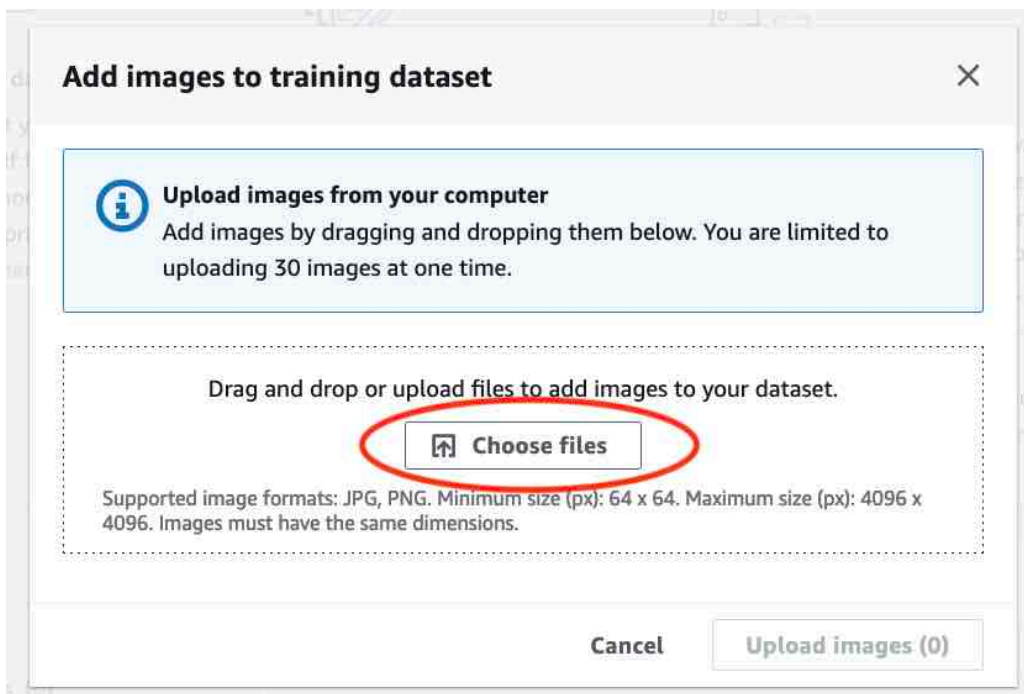 Add images to training dataset
Upload images from your computer
Add images by dragging and dropping them below. You are limited to
uploading 30 images at one time.
Drag and drop or upload files to add images to your dataset.
Choose files
Supported image formats: JPG, PNG. Minimum size (px): 64 x 64. Maximum size (px): 4096 x
4096. Images must have the same dimensions.
Cancel
Upload images (0)